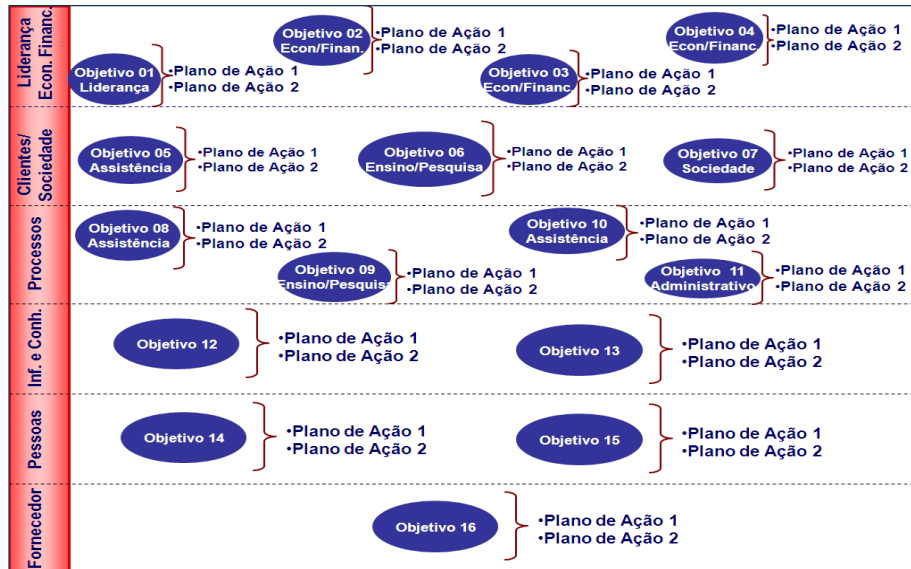 Liderança
Econ. Financ.
Objetivo 01
Liderança
•Plano de Ação 1
•Plano de Ação 2
Objetivo 02
Econ/Finan.
•Plano de Ação 1
•Plano de Ação 2
Objetivo 03
Econ/Financ.
•Plano de Ação 1
•Plano de Ação 2
Objetivo 04
Econ/Financ.
•Plano de Ação 1
•Plano de Ação 2
Clientes/
Sociedade
Objetivo 05
Assistência
•Plano de Ação 1
•Plano de Ação 2
Objetivo 06
Ensino/Pesquisa
•Plano de Ação 1
•Plano de Ação 2
Objetivo 07
Sociedade
•Plano de Ação 1
•Plano de Ação 2
Processos
Objetivo 08
Assistência
•Plano de Ação 1
•Plano de Ação 2
Objetivo 09
Ensino/Pesquisa
•Plano de Ação 1
•Plano de Ação 2
Objetivo 10
Assistência
•Plano de Ação 1
•Plano de Ação 2
Objetivo 11
Administrativo
•Plano de Ação 1
•Plano de Ação 2
Inf. e Conh.
Objetivo 12
•Plano de Ação 1
•Plano de Ação 2
Objetivo 13
•Plano de Ação 1
•Plano de Ação 2
Pessoas
Objetivo 14
•Plano de Ação 1
•Plano de Ação 2
Objetivo 15
•Plano de Ação 1
•Plano de Ação 2
Fornecedor
Objetivo 16
•Plano de Ação 1
•Plano de Ação 2